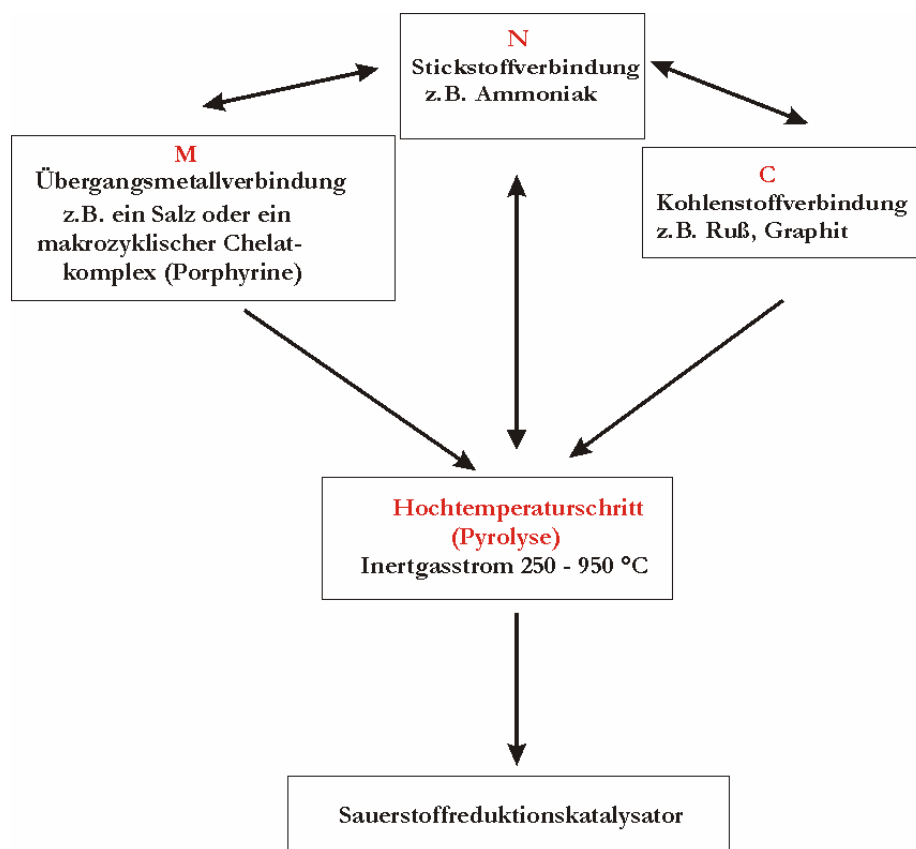 N
Stickstoffverbindung
z.B. Ammoniak
M
Übergangsmetallverbindung
z.B. ein Salz oder ein
makrozyklischer Chelat-
komplex (Porphyrine)
C
Kohlenstoffverbindung
z.B. Ruß, Graphit
Hochtemperaturschritt
(Pyrolyse)
Inertgasstrom 250 - 950 °C
Sauerstoffreduktionskatalysator